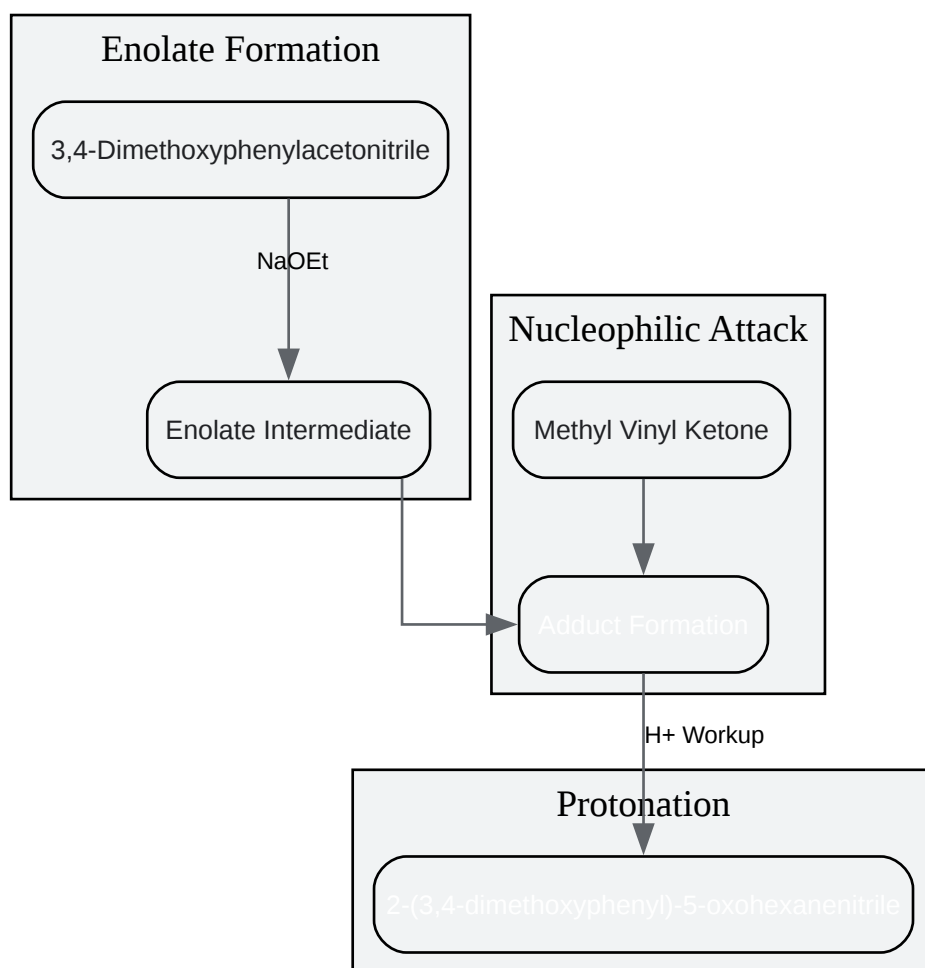 Enolate Formation
3,4-Dimethoxyphenylacetonitrile
NaOEt
Enolate Intermediate
Nucleophilic Attack
Methyl Vinyl Ketone
Adduct Formation
H+ Workup
Protonation
2-(3,4-dimethoxyphenyl)-5-oxohexanenitrile